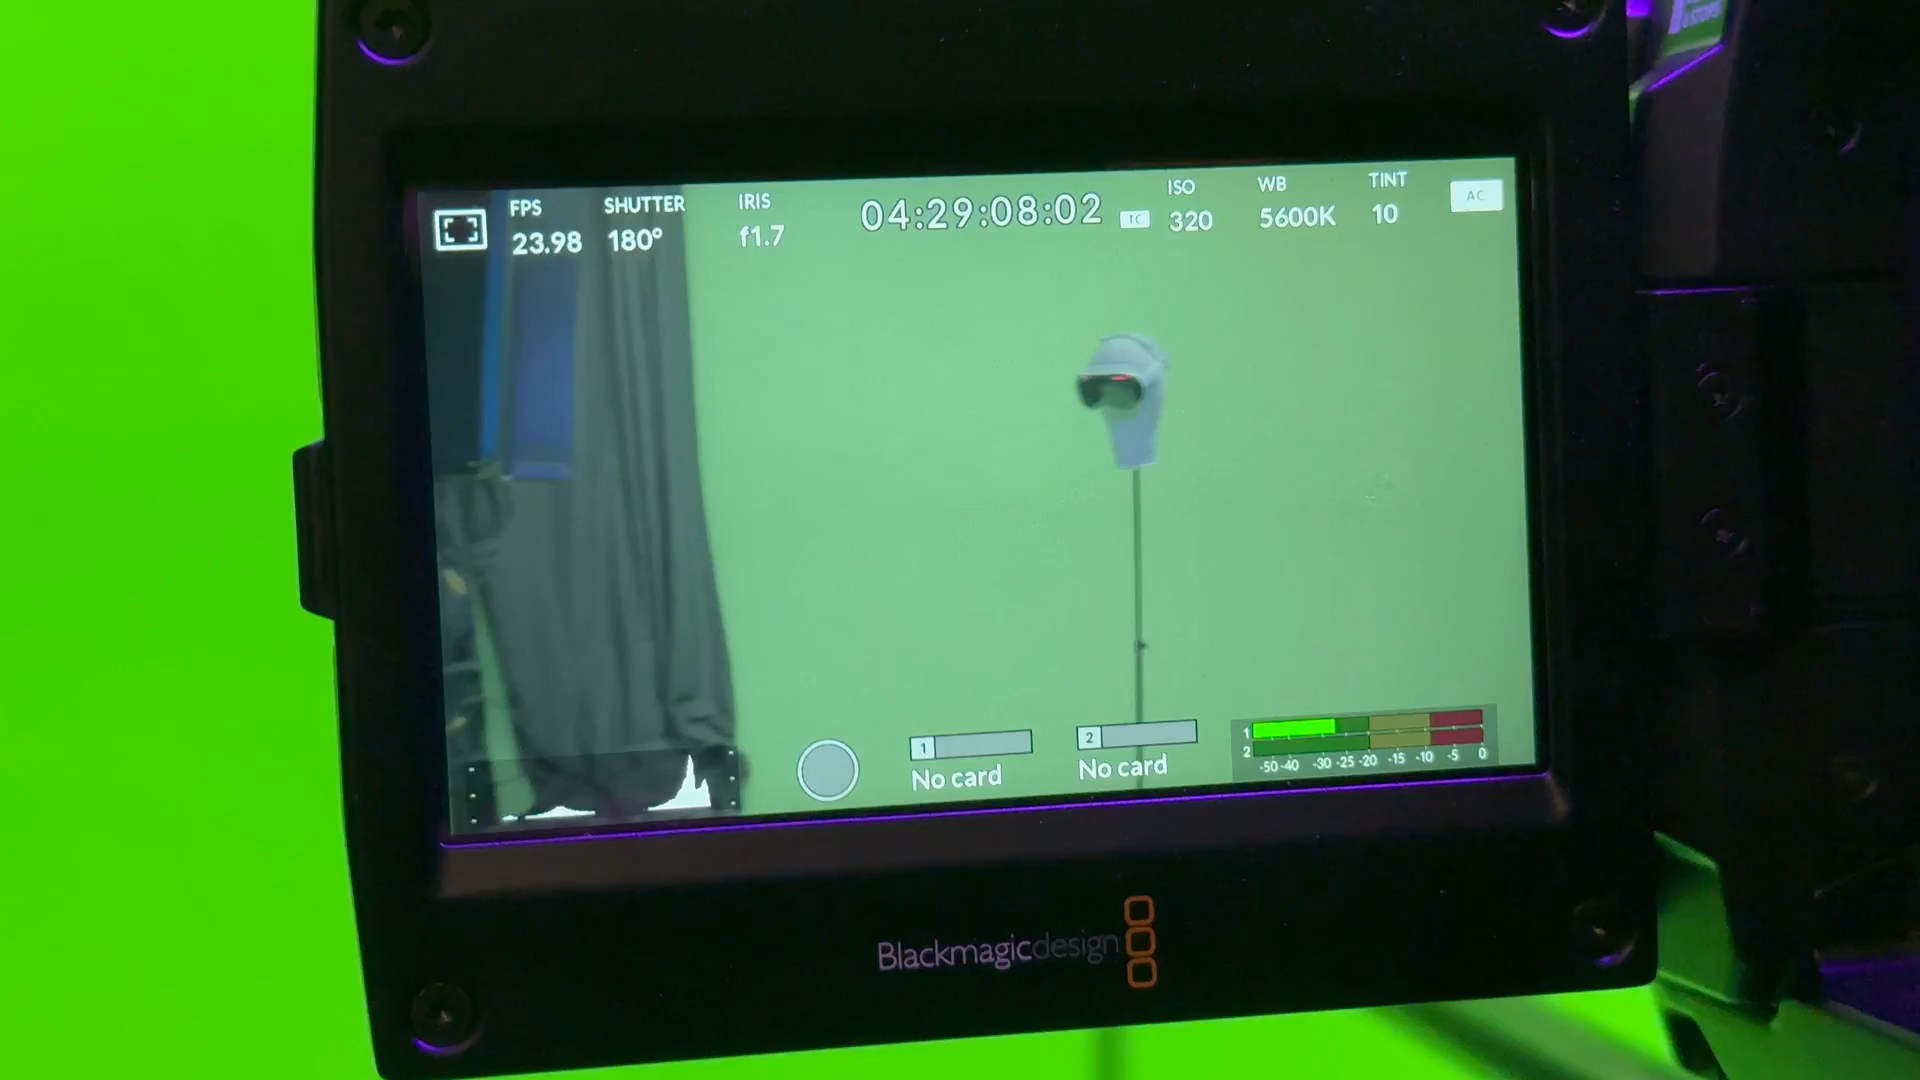 FPS
23.98
SHUTTER
180°
IRIS
f1.7
04:29:08:02
TC
ISO
320
WB
5600K
TINT
10
AC
1
No card
2
No card
1
2
-50 -40 -30 -25 -20 -15 -10 -5 0
Blackmagicdesign